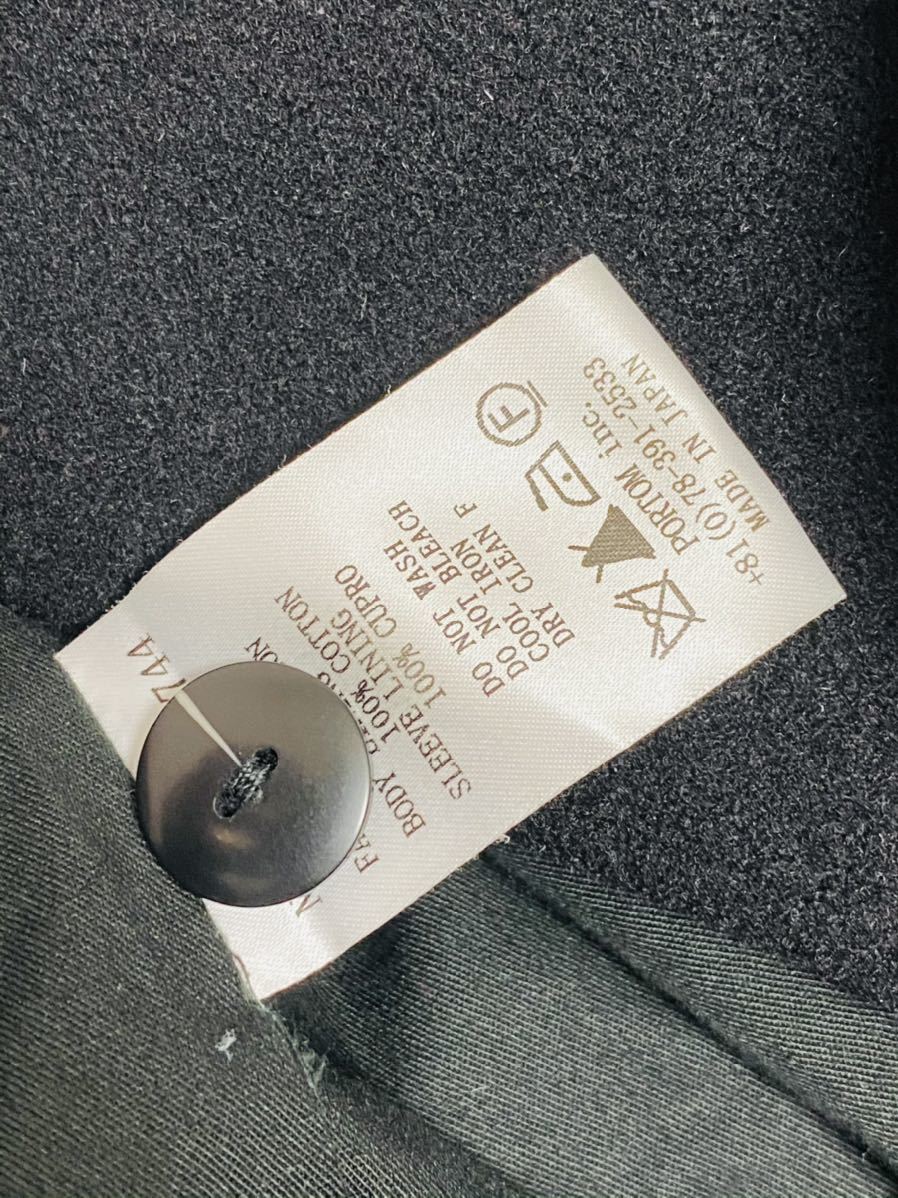 744
BODY
100% COTTON
SLEEVE LINING
100% CUPRO
DO NOT WASH
DO NOT BLEACH
COOL IRON
DRY CLEAN F
F
PORTOM inc.
+81(0)78-391-2533
MADE IN JAPAN